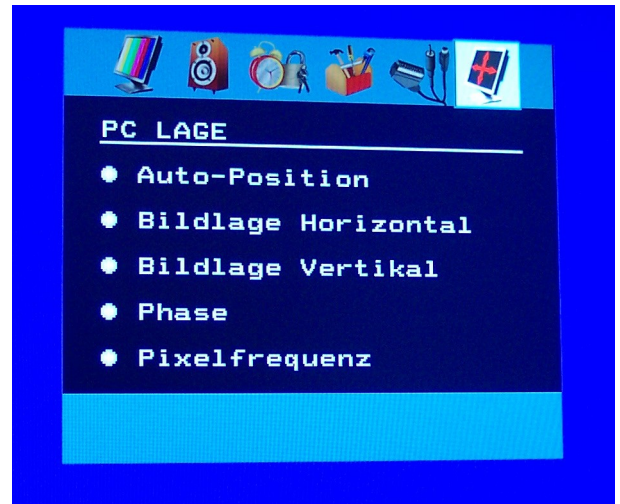 PC LAGE
Auto-Position
Bildlage Horizontal
Bildlage Vertikal
Phase
Pixelfrequenz